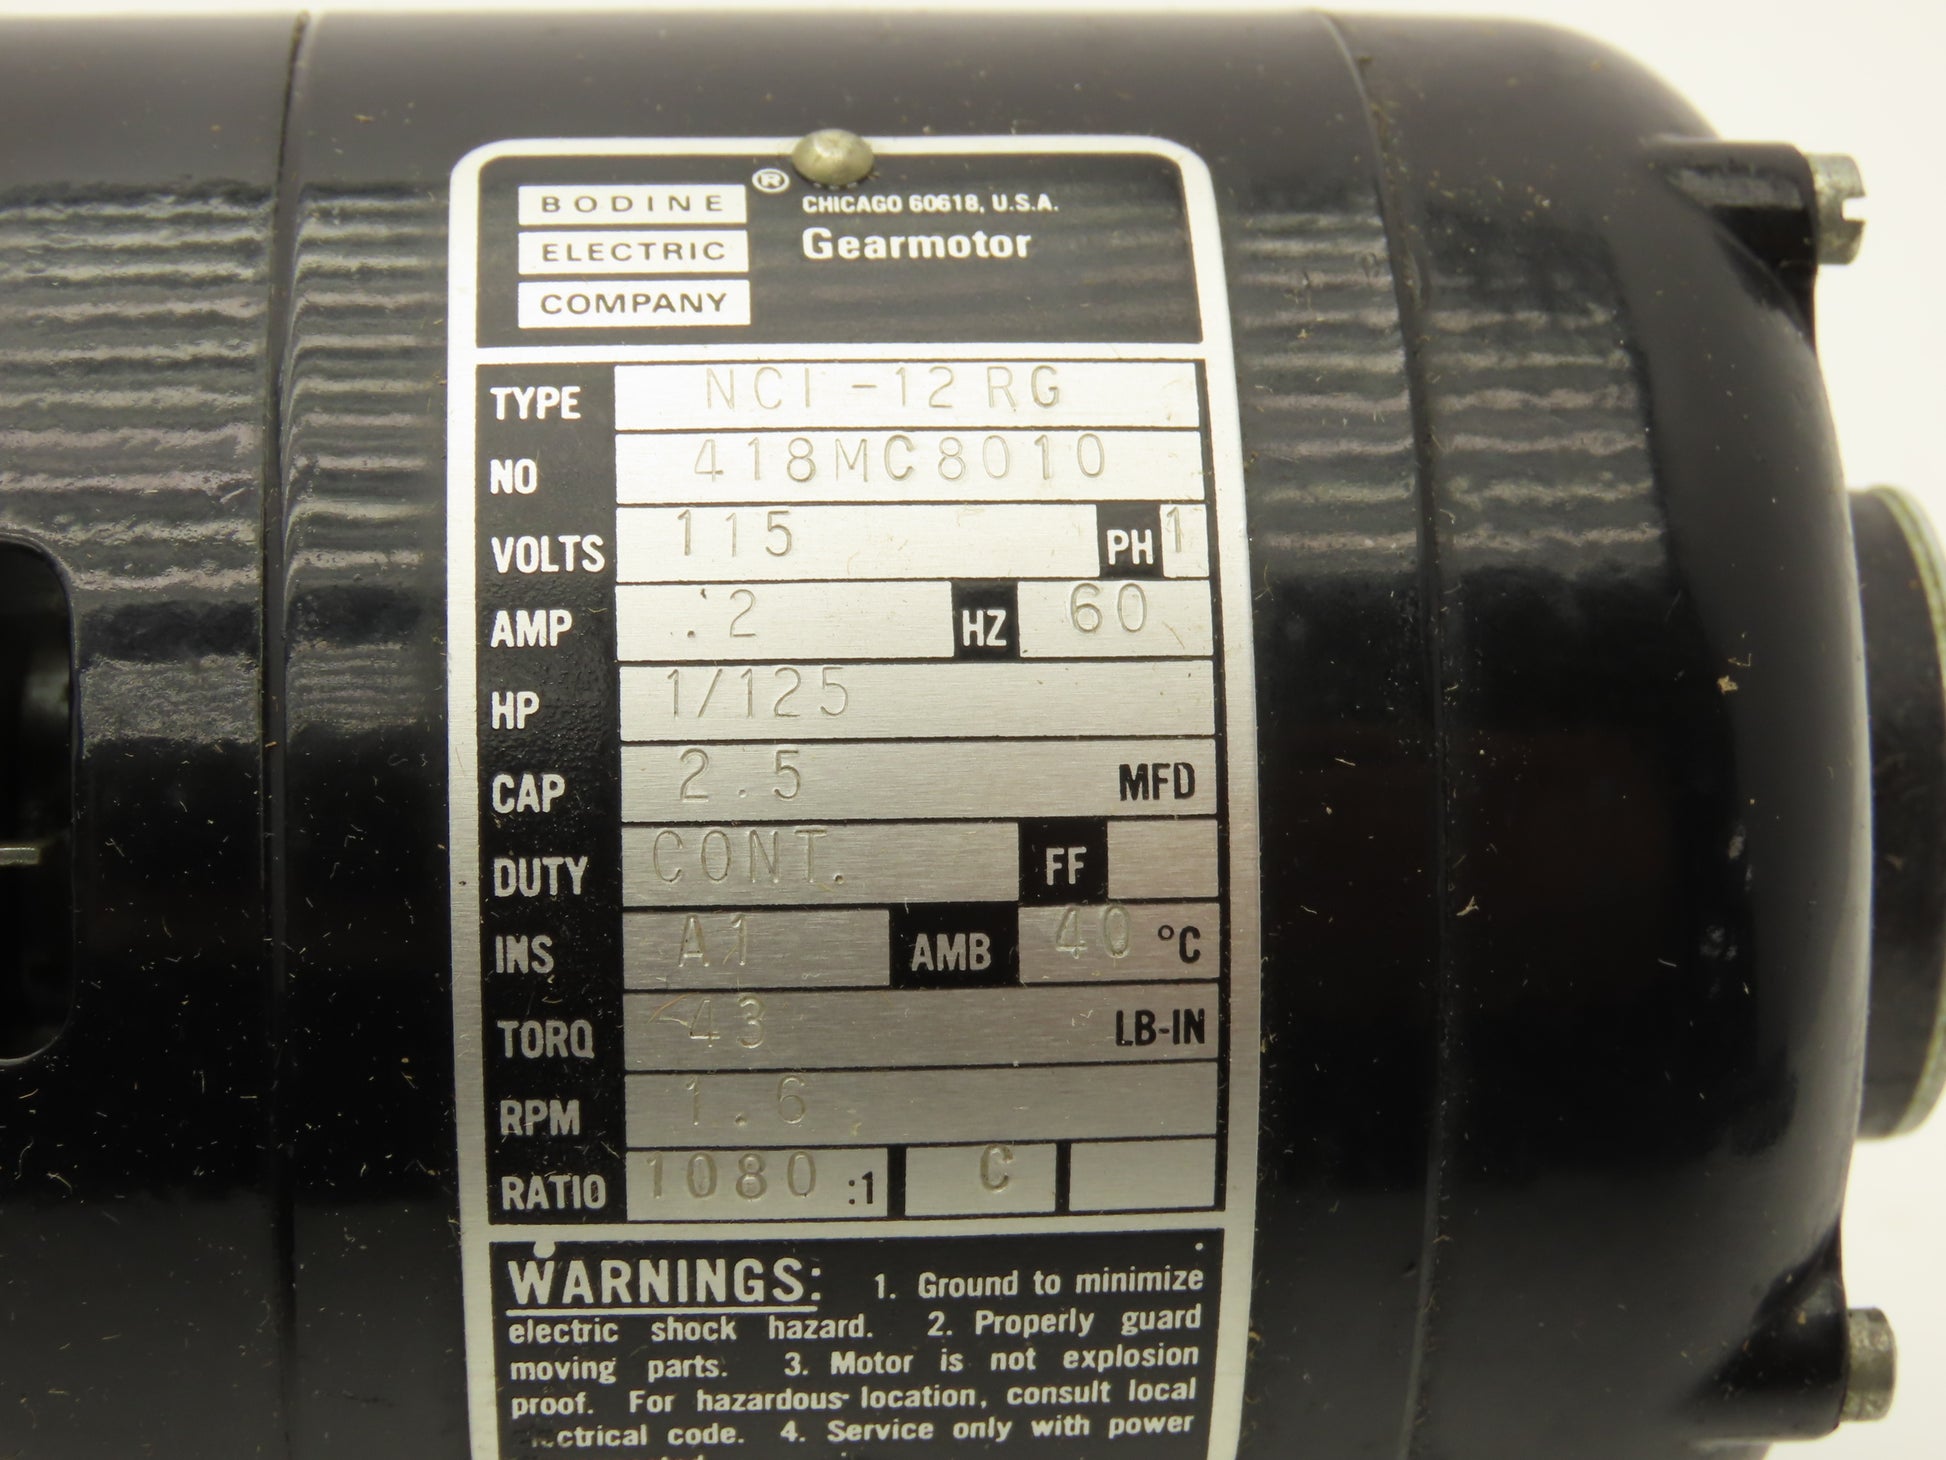 BODINE ® CHICAGO 60618, U.S.A.
ELECTRIC Gearmotor
COMPANY
TYPE NCI-12RG
NO 418MC8010
VOLTS 115 PH 1
AMP .2 HZ 60
HP 1/125
CAP 2.5 MFD
DUTY CONT. FF
INS A1 AMB 40 °C
TORQ 43 LB-IN
RPM 1.6
RATIO 1080 :1 C
WARNINGS: 1. Ground to minimize
electric shock hazard. 2. Properly guard
moving parts. 3. Motor is not explosion
proof. For hazardous location, consult local
electrical code. 4. Service only with power